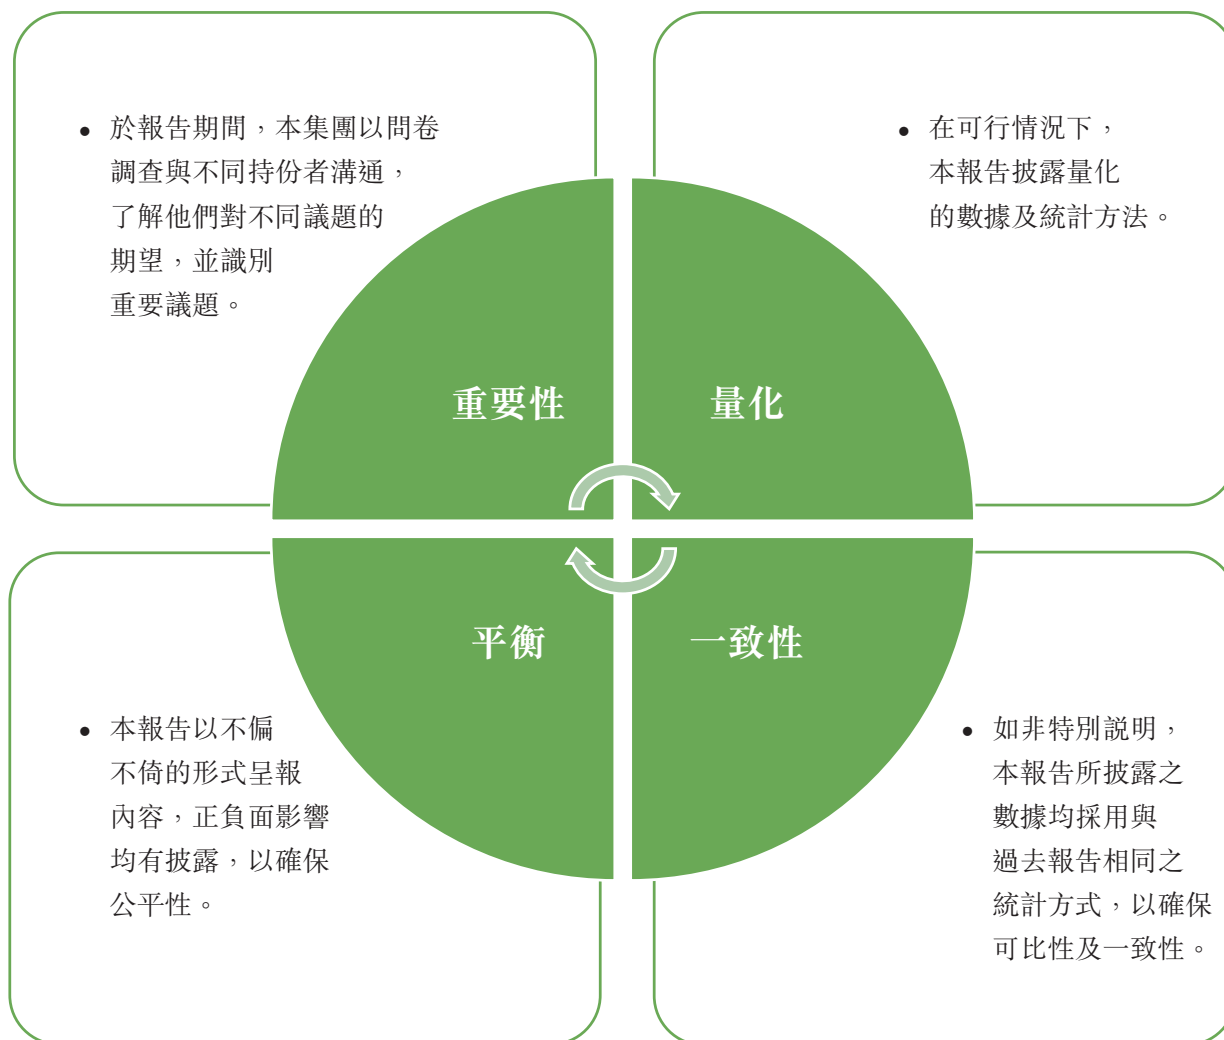 • 於報告期間，本集團以問卷
調查與不同持份者溝通，
了解他們對不同議題的
期望，並識別
重要議題。
• 在可行情況下，
本報告披露量化
的數據及統計方法。
重要性
量化
平衡
一致性
• 本報告以不偏
不倚的形式呈報
內容，正負面影響
均有披露，以確保
公平性。
• 如非特別説明，
本報告所披露之
數據均採用與
過去報告相同之
統計方式，以確保
可比性及一致性。